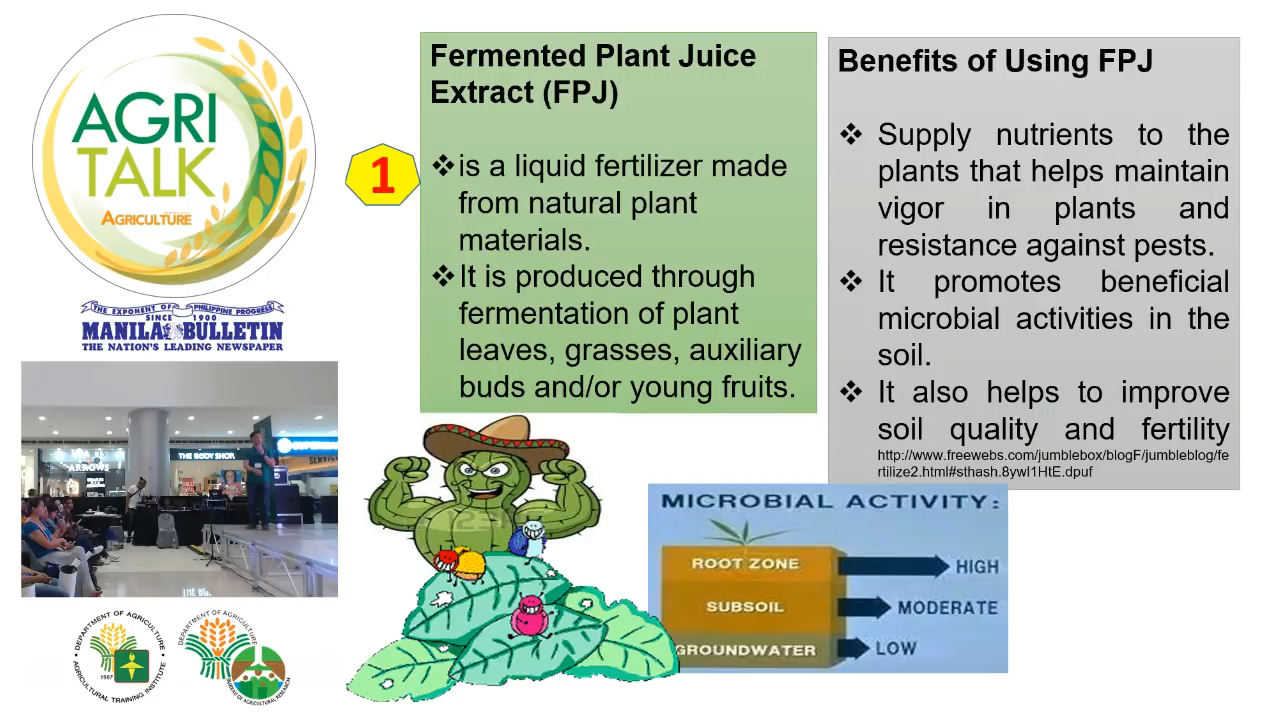 AGRI
TALK
AGRICULTURE
THE EXPONENT OF PHILIPPINE PROGRESS
SINCE 1900
MANILA BULLETIN
THE NATION'S LEADING NEWSPAPER
THE BODY SHOP
DEPARTMENT OF AGRICULTURE
AGRICULTURAL TRAINING INSTITUTE
1987
DEPARTMENT OF AGRICULTURE
BUREAU OF AGRICULTURAL RESEARCH
1
Fermented Plant Juice
Extract (FPJ)
❖is a liquid fertilizer made
from natural plant
materials.
❖It is produced through
fermentation of plant
leaves, grasses, auxiliary
buds and/or young fruits.
Benefits of Using FPJ
❖ Supply nutrients to the
plants that helps maintain
vigor in plants and
resistance against pests.
❖ It promotes beneficial
microbial activities in the
soil.
❖ It also helps to improve
soil quality and fertility
http://www.freewebs.com/jumblebox/blogF/jumbleblog/fe
rtilize2.html#sthash.8ywI1HtE.dpuf
MICROBIAL ACTIVITY:
ROOT ZONE
HIGH
SUBSOIL
MODERATE
GROUNDWATER
LOW